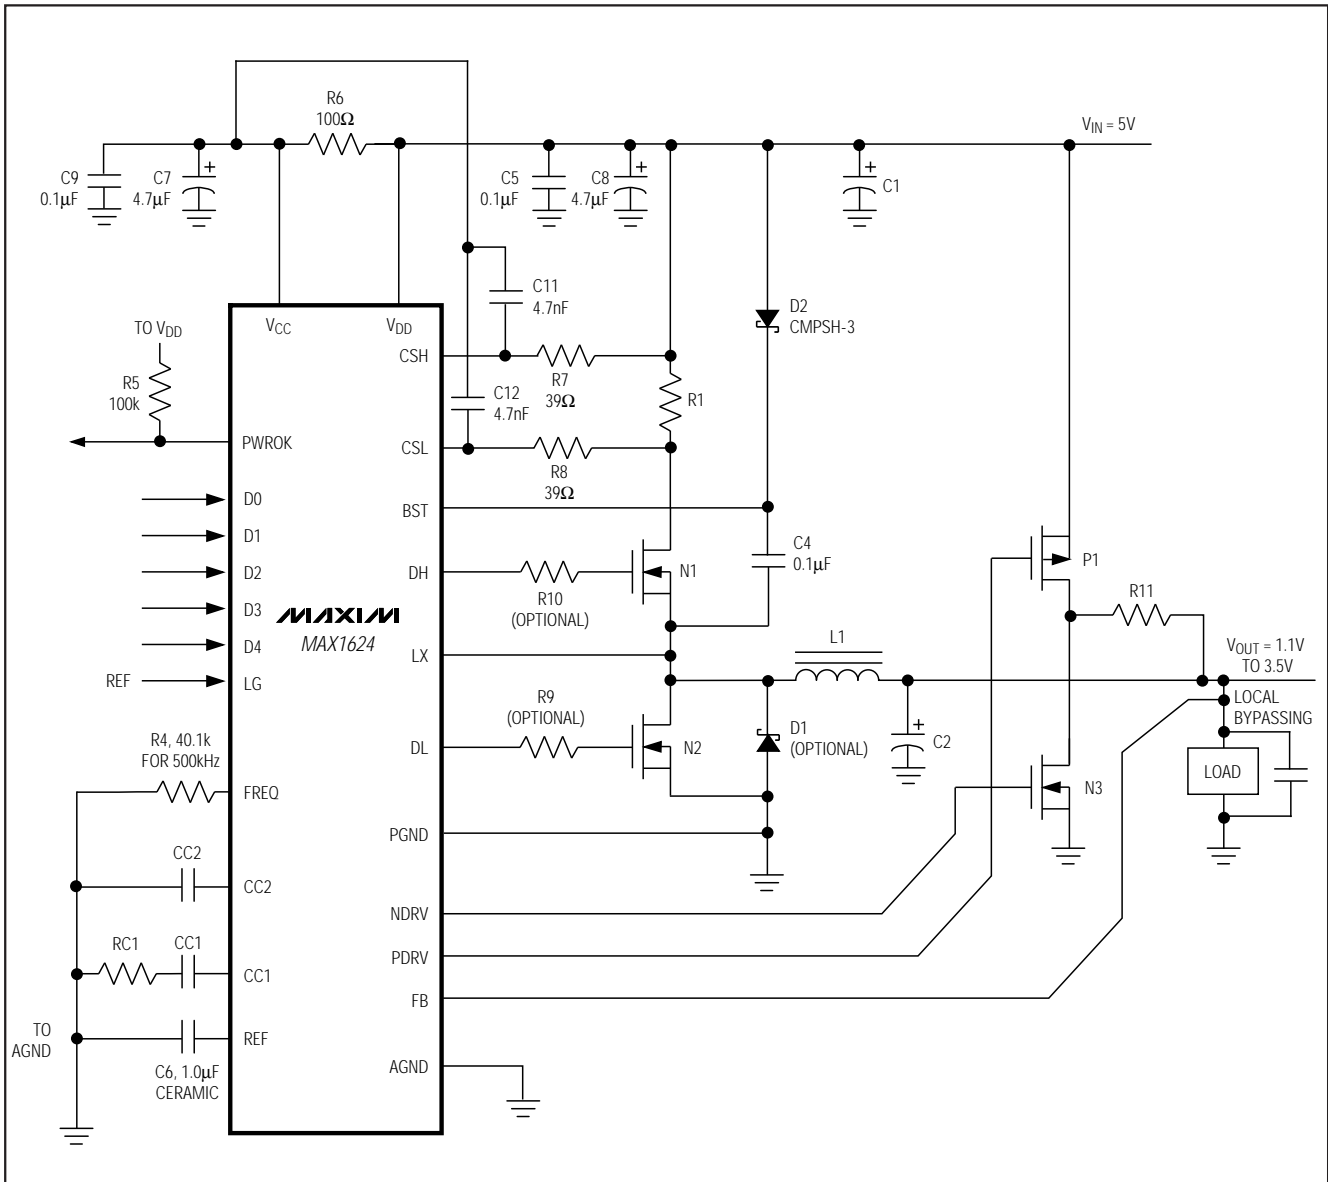 R6
100Ω
V_IN = 5V
C9
0.1μF
C7
4.7μF
C5
0.1μF
C8
4.7μF
C1
C11
4.7nF
D2
CMPSH-3
TO V_DD
V_CC
V_DD
CSH
R7
39Ω
R5
100k
C12
4.7nF
R1
PWROK
CSL
R8
39Ω
D0
BST
D1
C4
0.1μF
D2
DH
N1
P1
R10
(OPTIONAL)
D3
MAXIM
MAX1624
R11
D4
LX
L1
V_OUT = 1.1V
TO 3.5V
REF
LG
R9
(OPTIONAL)
LOCAL
BYPASSING
R4, 40.1k
FOR 500kHz
DL
N2
D1
(OPTIONAL)
C2
LOAD
FREQ
N3
PGND
CC2
CC2
NDRV
RC1
CC1
PDRV
CC1
FB
TO
AGND
REF
C6, 1.0μF
CERAMIC
AGND